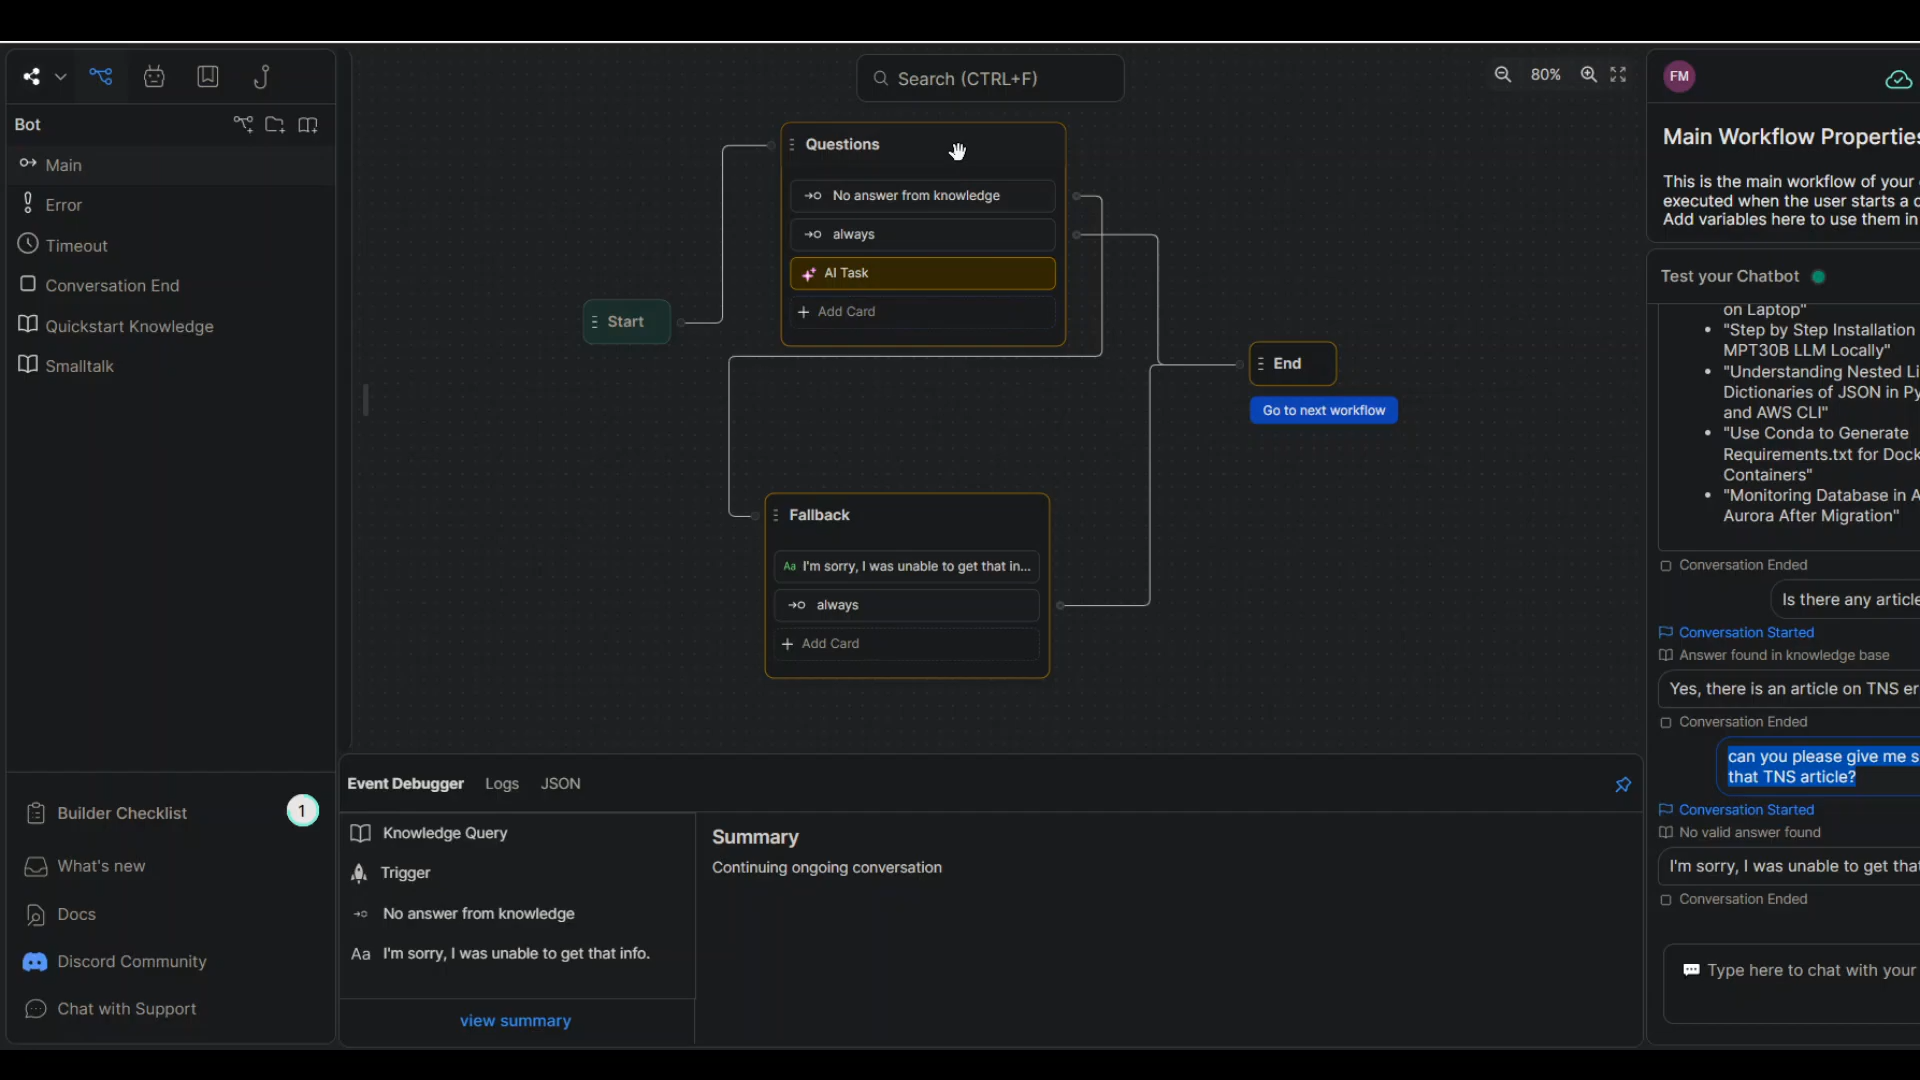 Search (CTRL+F)
80%
FM
Bot
Main
Error
Timeout
Conversation End
Quickstart Knowledge
Smalltalk
Builder Checklist
1
What's new
Docs
Discord Community
Chat with Support
Start
Questions
No answer from knowledge
always
AI Task
Add Card
End
Go to next workflow
Fallback
Aa I'm sorry, I was unable to get that in...
always
Add Card
Event Debugger Logs JSON
Knowledge Query
Trigger
No answer from knowledge
Aa I'm sorry, I was unable to get that info.
view summary
Summary
Continuing ongoing conversation
Main Workflow Properties
This is the main workflow of your
executed when the user starts a
Add variables here to use them in
Test your Chatbot
on Laptop"
• "Step by Step Installation
MPT30B LLM Locally"
• "Understanding Nested Li
Dictionaries of JSON in Py
and AWS CLI"
• "Use Conda to Generate
Requirements.txt for Dock
Containers"
• "Monitoring Database in A
Aurora After Migration"
Conversation Ended
Is there any article
Conversation Started
Answer found in knowledge base
Yes, there is an article on TNS er
Conversation Ended
can you please give me s
that TNS article?
Conversation Started
No valid answer found
I'm sorry, I was unable to get that
Conversation Ended
Type here to chat with your